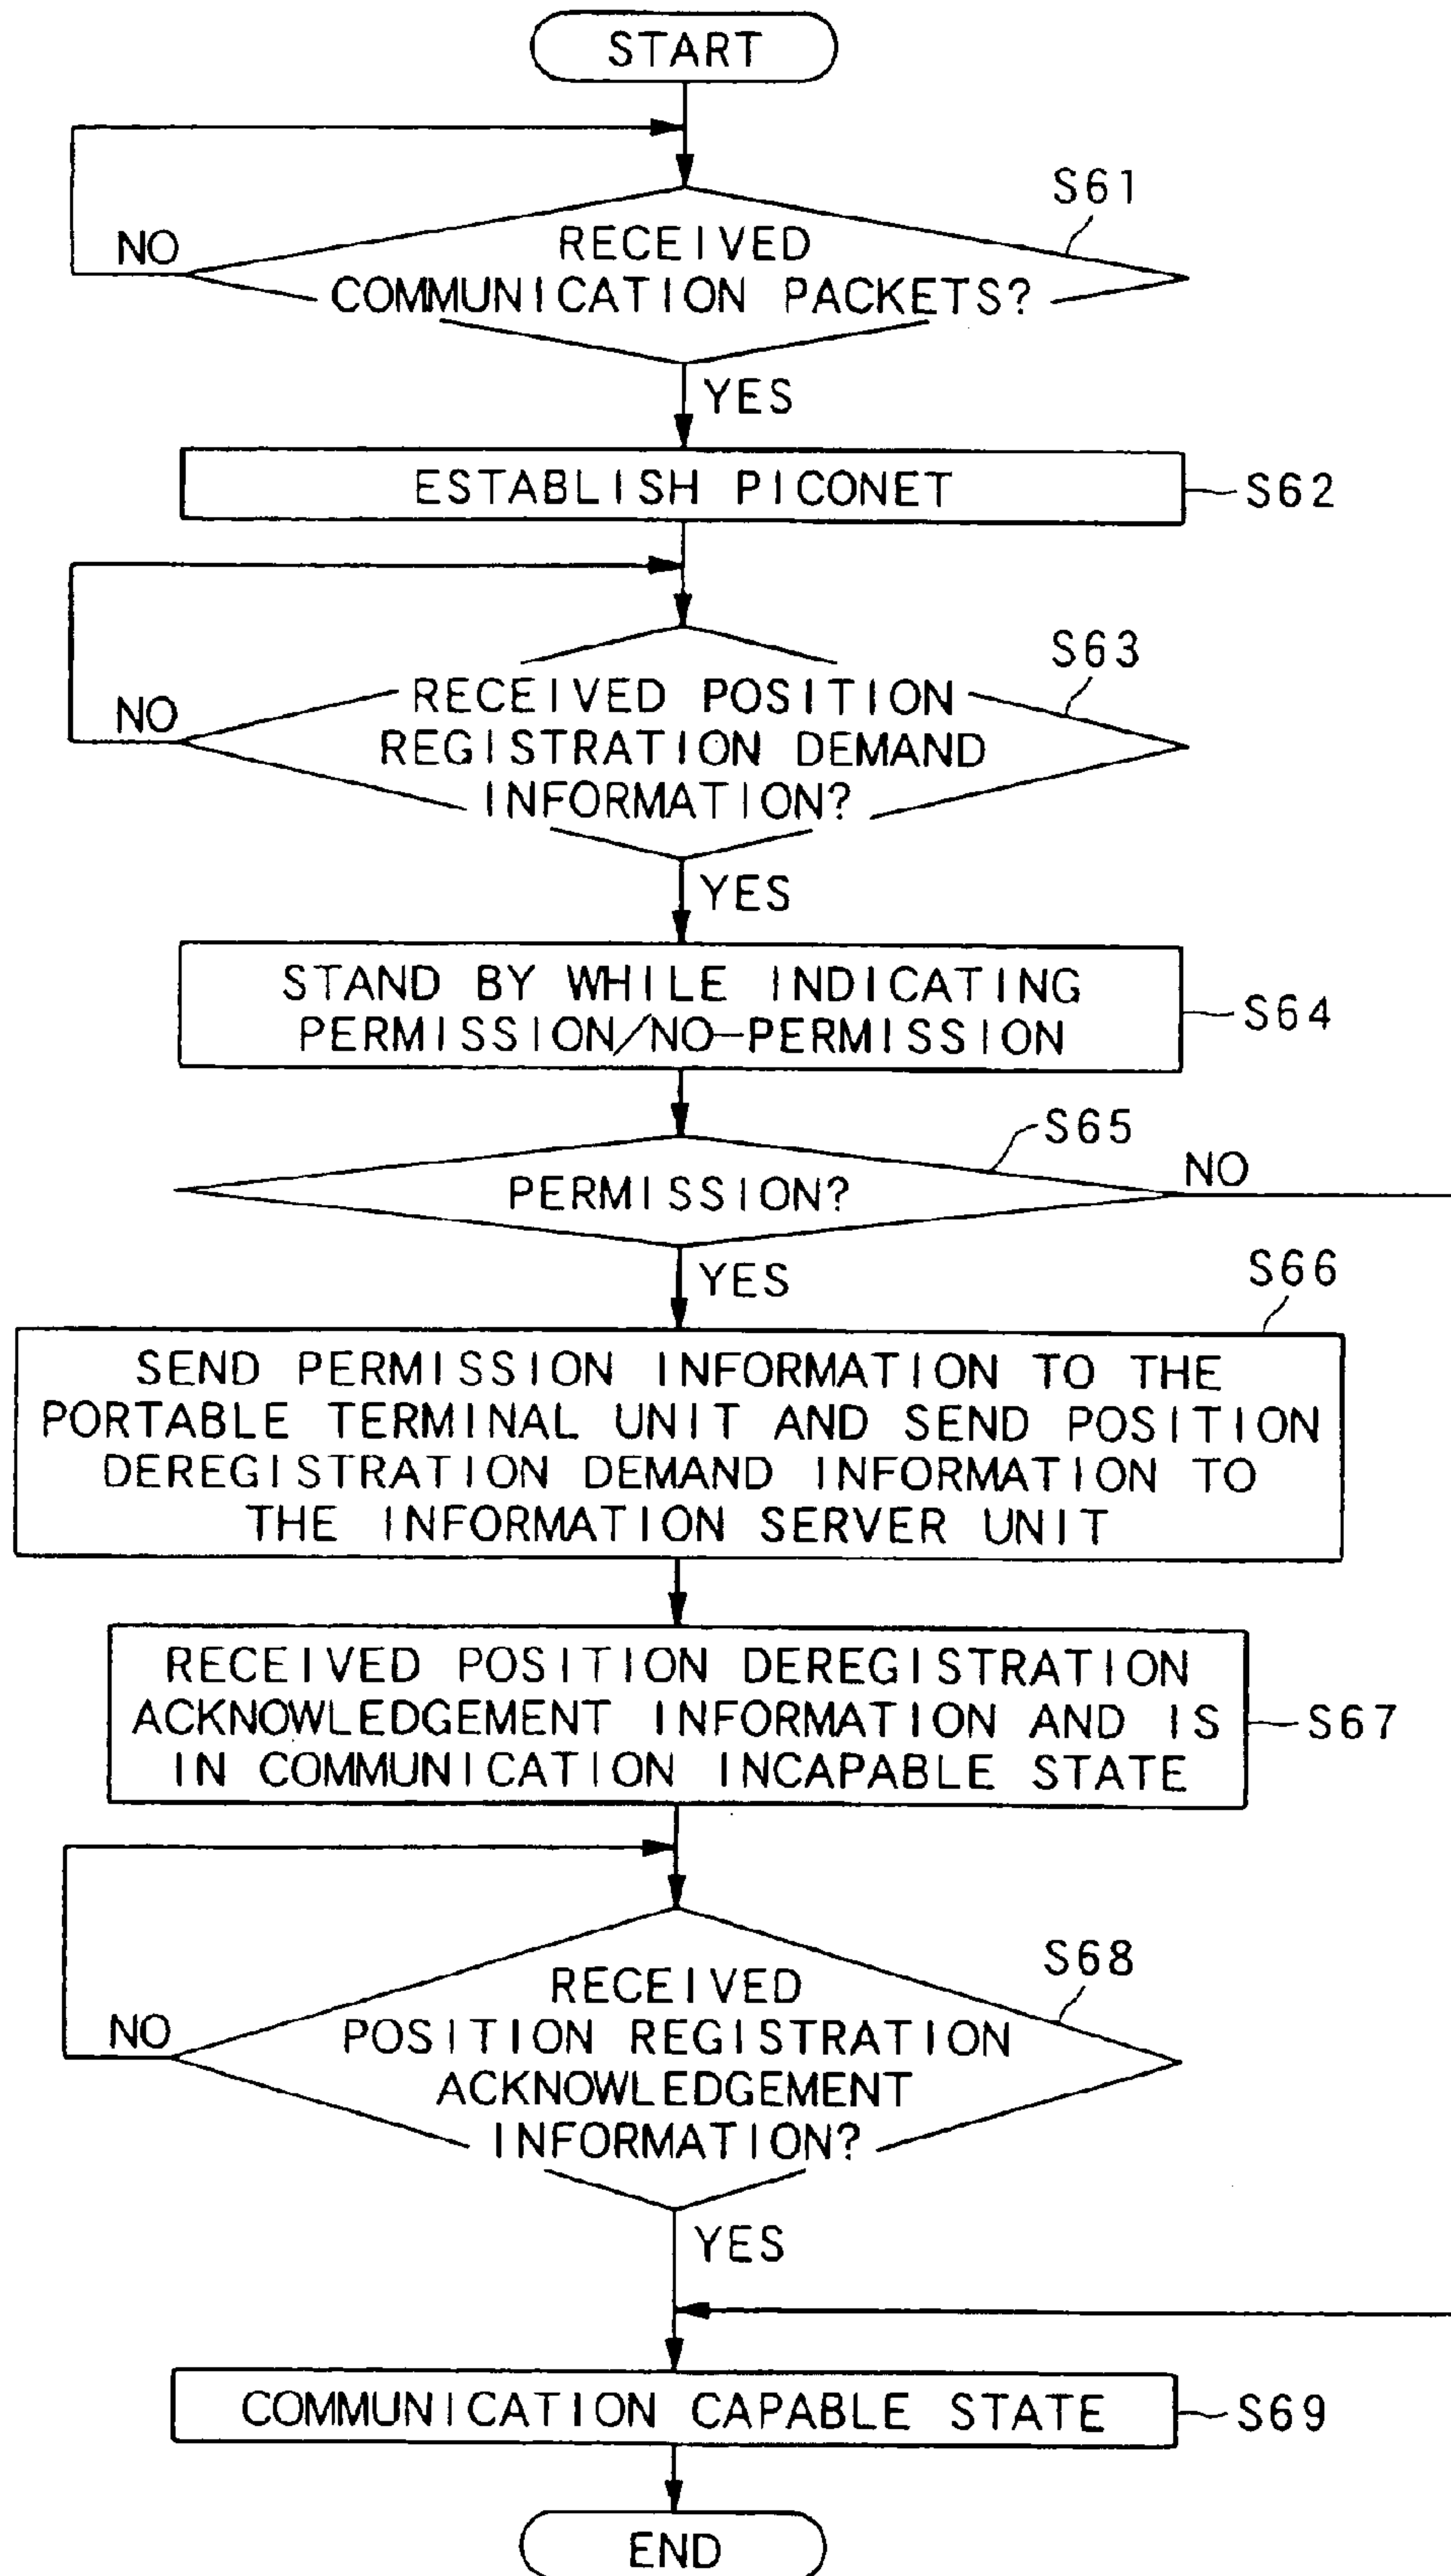 START
S61
NO
RECEIVED
COMMUNICATION PACKETS?
YES
ESTABLISH PICONET
S62
S63
NO
RECEIVED POSITION
REGISTRATION DEMAND
INFORMATION?
YES
STAND BY WHILE INDICATING
PERMISSION/NO-PERMISSION
S64
S65
PERMISSION?
NO
YES
S66
SEND PERMISSION INFORMATION TO THE
PORTABLE TERMINAL UNIT AND SEND POSITION
DEREGISTRATION DEMAND INFORMATION TO
THE INFORMATION SERVER UNIT
RECEIVED POSITION DEREGISTRATION
ACKNOWLEDGEMENT INFORMATION AND IS
IN COMMUNICATION INCAPABLE STATE
S67
S68
NO
RECEIVED
POSITION REGISTRATION
ACKNOWLEDGEMENT
INFORMATION?
YES
COMMUNICATION CAPABLE STATE
S69
END